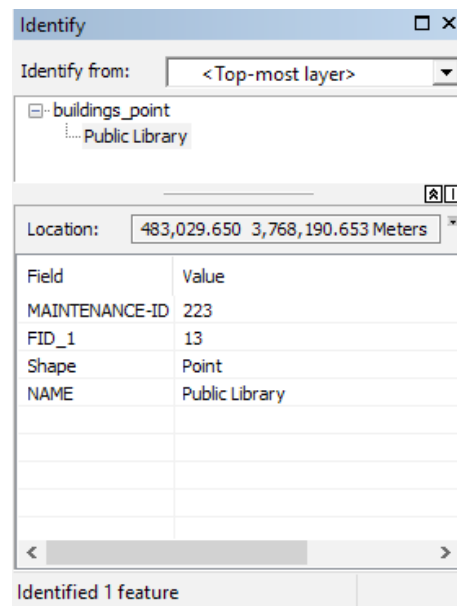 Identify
Identify from: <Top-most layer>
buildings_point
Public Library
Location: 483,029.650 3,768,190.653 Meters
Field Value
MAINTENANCE-ID 223
FID_1 13
Shape Point
NAME Public Library
Identified 1 feature